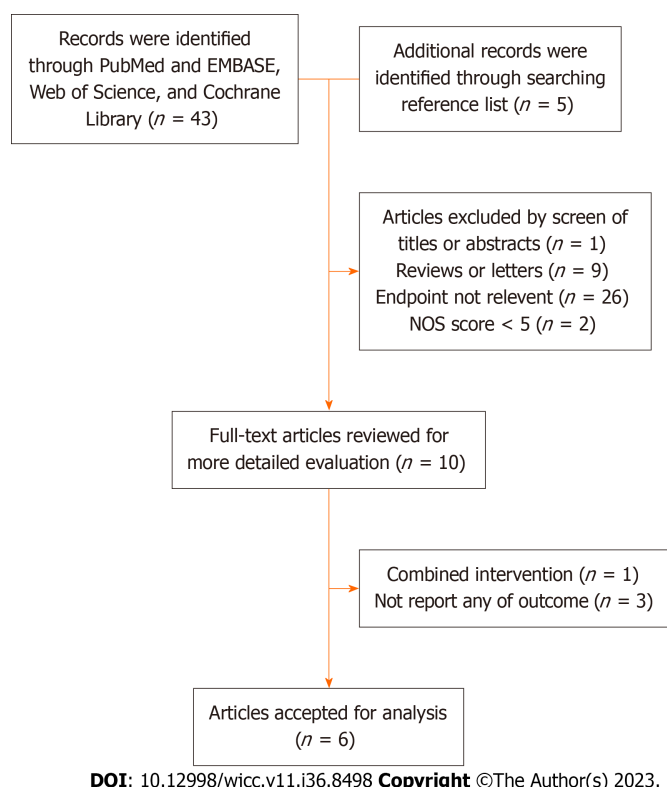 Records were identified
through PubMed and EMBASE,
Web of Science, and Cochrane
Library (n = 43)
Additional records were
identified through searching
reference list (n = 5)
Articles excluded by screen of
titles or abstracts (n = 1)
Reviews or letters (n = 9)
Endpoint not relevent (n = 26)
NOS score < 5 (n = 2)
Full-text articles reviewed for
more detailed evaluation (n = 10)
Combined intervention (n = 1)
Not report any of outcome (n = 3)
Articles accepted for analysis
(n = 6)
DOI: 10.12998/wjcc.v11.i36.8498 Copyright ©The Author(s) 2023.